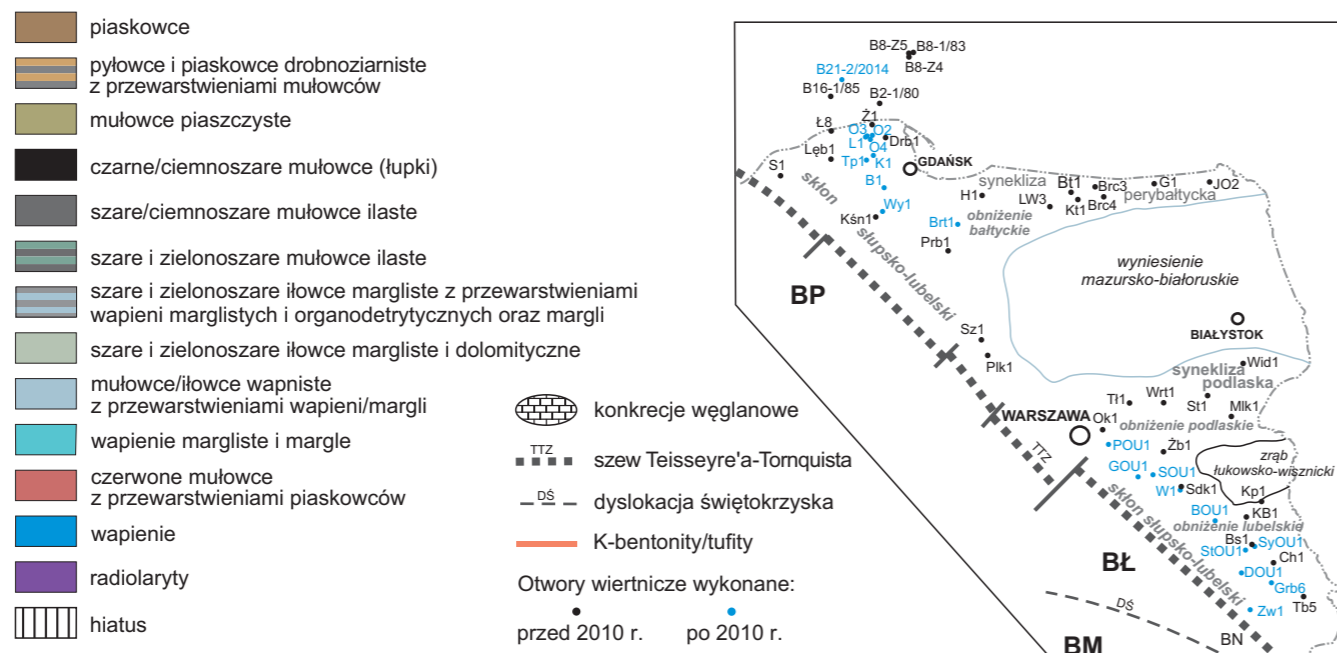 piaskowce
pyłowce i piaskowce drobnoziarniste
z przewarstwieniami mułowców
mułowce piaszczyste
czarne/ciemnoszare mułowce (łupki)
szare/ciemnoszare mułowce ilaste
szare i zielonoszare mułowce ilaste
szare i zielonoszare iłowce margliste z przewarstwieniami
wapieni marglistych i organodetrytycznych oraz margli
szare i zielonoszare iłowce margliste i dolomityczne
mułowce/iłowce wapniste
z przewarstwieniami wapieni/margli
wapienie margliste i margle
czerwone mułowce
z przewarstwieniami piaskowców
wapienie
radiolaryty
hiatus
konkrecje węglanowe
TTZ
szew Teisseyre'a-Tornquista
DŚ
dyslokacja świętokrzyska
K-bentonity/tufity
Otwory wiertnicze wykonane:
przed 2010 r.
po 2010 r.
B8-Z5
B8-1/83
B8-Z4
B21-2/2014
B16-1/85
B2-1/80
Ż1
Ł8
O3
O2
L1
Drb1
O4
Lęb1
Tp1
K1
S1
GDAŃSK
B1
Wy1
Kśn1
Brt1
Prb1
H1
synekliza
perybałtycka
LW3
Bt1
Kt1
Brc3
Brc4
G1
JO2
obniżenie
bałtyckie
skłon
słupsko-lubelski
wyniesienie
mazursko-białoruskie
BP
BIAŁYSTOK
Sz1
Plk1
Wid1
synekliza
podlaska
Tł1
Wrt1
St1
Mlk1
WARSZAWA
Ok1
obniżenie podlaskie
POU1
Żb1
zrąb
łukowsko-wisznicki
TTZ
GOU1
SOU1
W1
Sdk1
Kp1
BOU1
KB1
obniżenie lubelskie
skłon słupsko-lubelski
Bs1
SyOU1
StOU1
Ch1
BŁ
DOU1
Grb6
Tb5
Zw1
DŚ
BM
BN